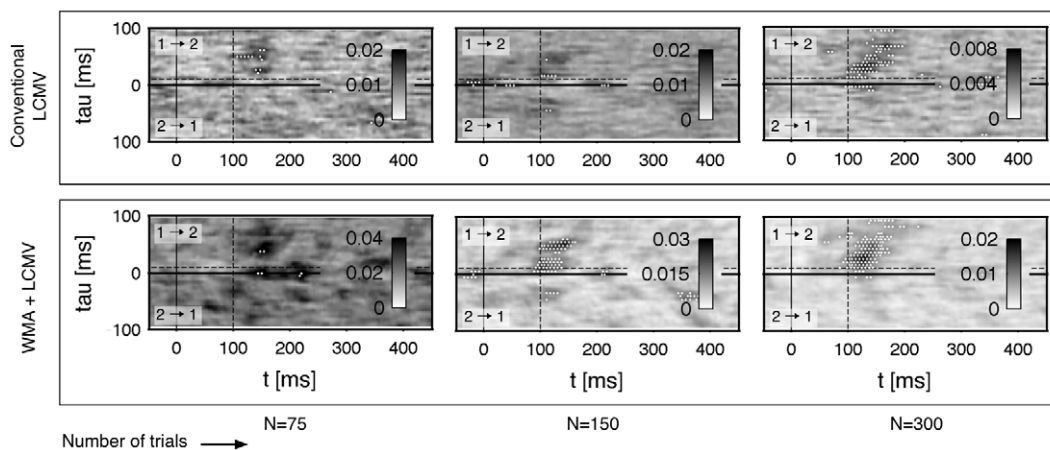 Conventional
LCMV
tau [ms]
100
0
100
1 → 2
2 → 1
0.02
0.01
0
0 100 200 300 400
1 → 2
2 → 1
0.02
0.01
0
0 100 200 300 400
1 → 2
2 → 1
0.008
0.004
0
0 100 200 300 400
WMA + LCMV
tau [ms]
100
0
-100
1 → 2
2 → 1
0.04
0.02
0
0 100 200 300 400
t [ms]
1 → 2
2 → 1
0.03
0.015
0
0 100 200 300 400
t [ms]
1 → 2
2 → 1
0.02
0.01
0
0 100 200 300 400
t [ms]
N=75 N=150 N=300
Number of trials →